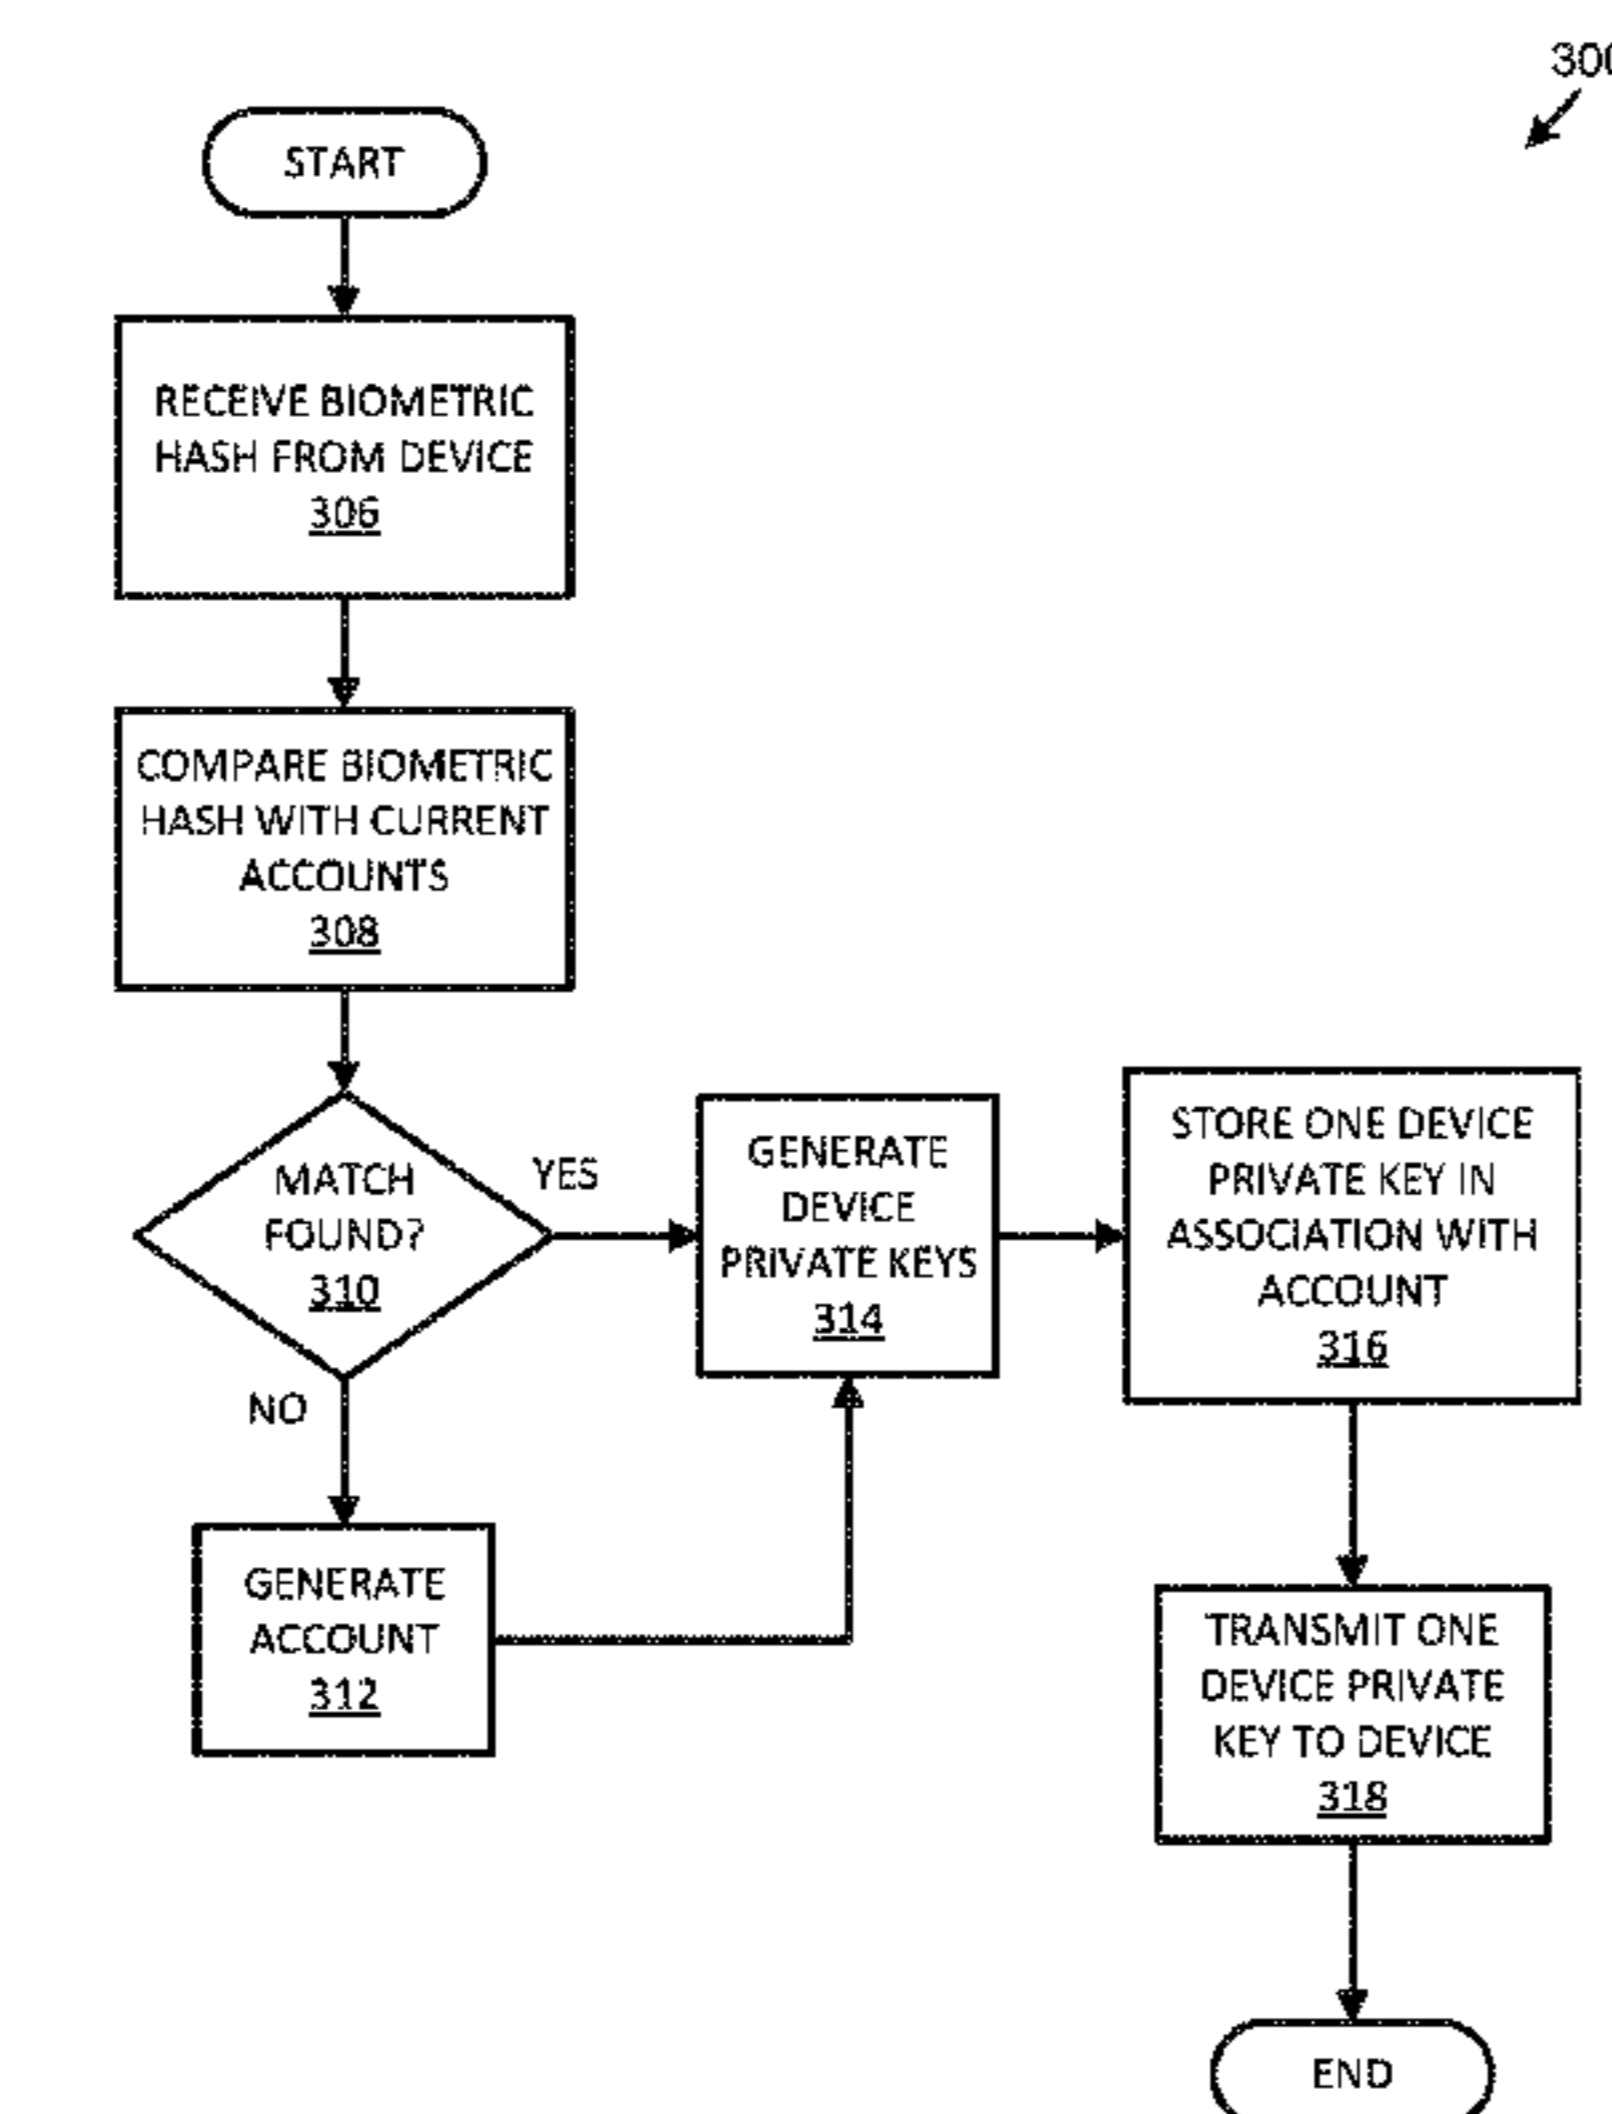 300
START
RECEIVE BIOMETRIC
HASH FROM DEVICE
306
COMPARE BIOMETRIC
HASH WITH CURRENT
ACCOUNTS
308
MATCH
FOUND?
310
YES
NO
GENERATE
ACCOUNT
312
GENERATE
DEVICE
PRIVATE KEYS
314
STORE ONE DEVICE
PRIVATE KEY IN
ASSOCIATION WITH
ACCOUNT
316
TRANSMIT ONE
DEVICE PRIVATE
KEY TO DEVICE
318
END